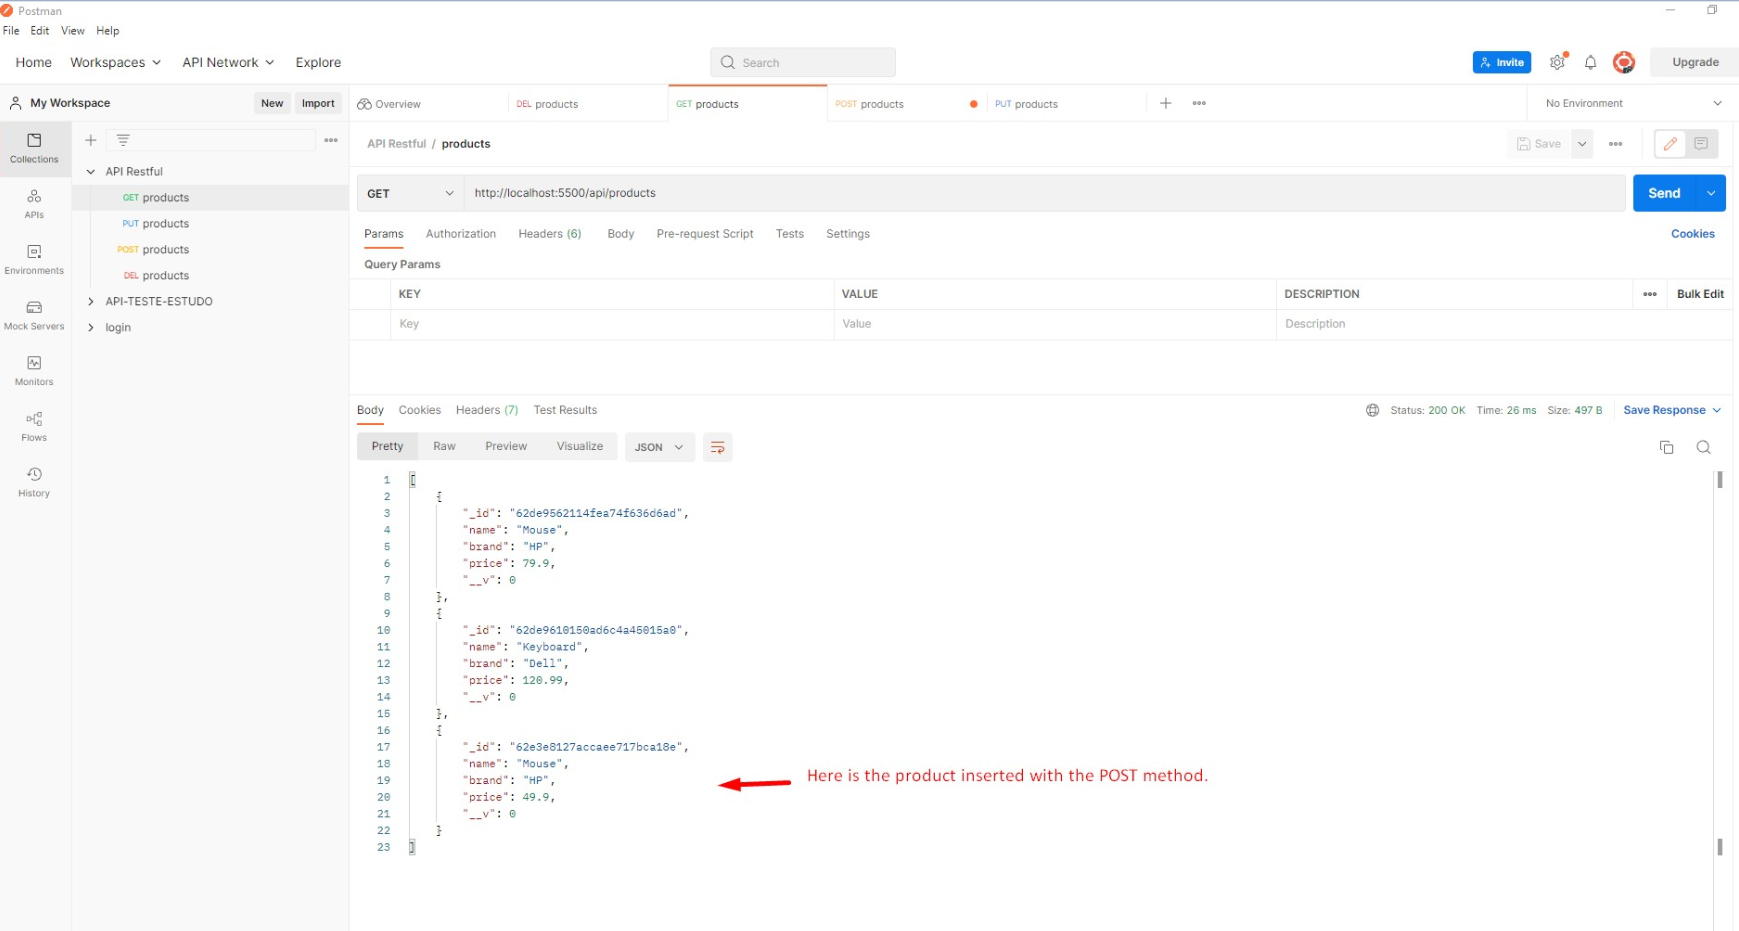 Postman
File Edit View Help
Home Workspaces API Network Explore Search Invite Upgrade
My Workspace New Import Overview DEL products GET products POST products PUT products No Environment
Collections
APIs
Environments
Mock Servers
Monitors
Flows
History
API Restful
GET products
PUT products
POST products
DEL products
API-TESTE-ESTUDO
login
API Restful / products Save
GET http://localhost:5500/api/products Send
Params Authorization Headers (6) Body Pre-request Script Tests Settings Cookies
Query Params
KEY VALUE DESCRIPTION Bulk Edit
Key Value Description
Body Cookies Headers (7) Test Results Status: 200 OK Time: 26 ms Size: 497 B Save Response
Pretty Raw Preview Visualize JSON
1 [
2 {
3 "_id": "62de9562114fea74f636d6ad",
4 "name": "Mouse",
5 "brand": "HP",
6 "price": 79.9,
7 "__v": 0
8 },
9 {
10 "_id": "62de9610150ad6c4a45015a0",
11 "name": "Keyboard",
12 "brand": "Dell",
13 "price": 120.99,
14 "__v": 0
15 },
16 {
17 "_id": "62e3e8127accaee717bca18e",
18 "name": "Mouse",
19 "brand": "HP",
20 "price": 49.9,
21 "__v": 0
22 }
23 ]
Here is the product inserted with the POST method.